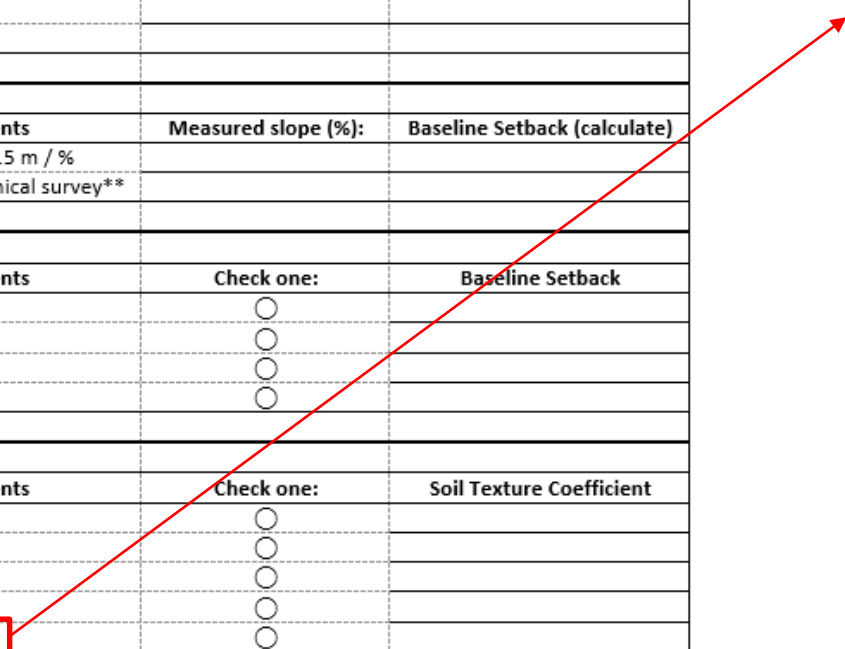 nts Measured slope (%): Baseline Setback (calculate)
.5 m / %
nical survey**
nts Check one: Baseline Setback
nts Check one: Soil Texture Coefficient